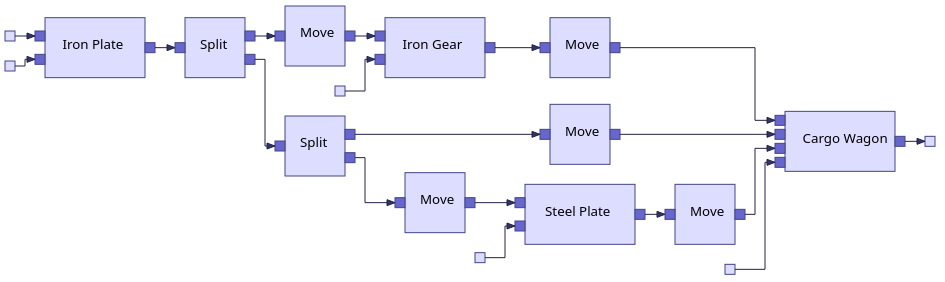 Iron Plate
Split
Move
Iron Gear
Move
Split
Move
Cargo Wagon
Move
Steel Plate
Move